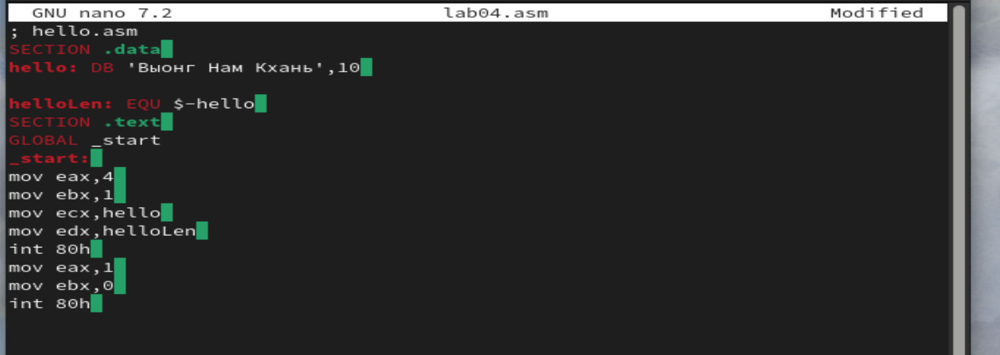 GNU nano 7.2 lab04.asm Modified
; hello.asm
SECTION .data
hello: DB 'Выонг Нам Кхань',10
helloLen: EQU $-hello
SECTION .text
GLOBAL _start
_start:
mov eax,4
mov ebx,1
mov ecx,hello
mov edx,helloLen
int 80h
mov eax,1
mov ebx,0
int 80h